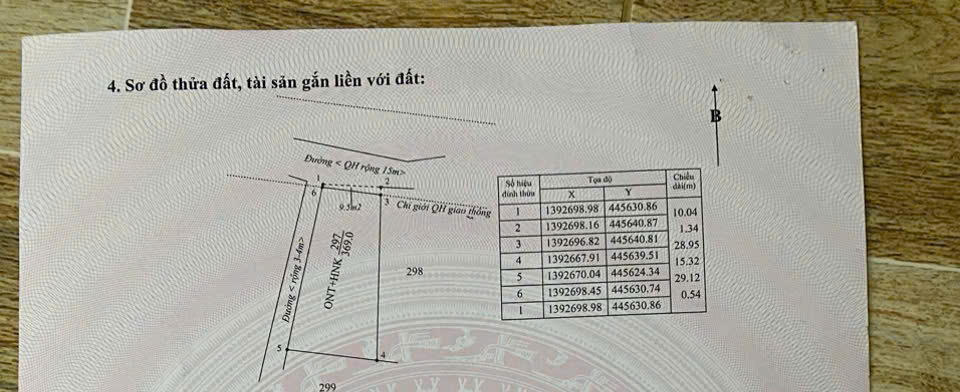 4. Sơ đồ thửa đất, tài sản gắn liền với đất:
B
Đường < QH rộng 15m>
1
2
6
3
9.5m2
Chỉ giới QH giao thông
Đường < rộng 3-4m>
ONT+HNK 297
369.0
298
5
4
299
Số hiệu đỉnh thửa Tọa độ Chiều dài(m)
X Y
1 1392698.98 445630.86
10.04
2 1392698.16 445640.87
1.34
3 1392696.82 445640.81
28.95
4 1392667.91 445639.51
15.32
5 1392670.04 445624.34
29.12
6 1392698.45 445630.74
0.54
1 1392698.98 445630.86